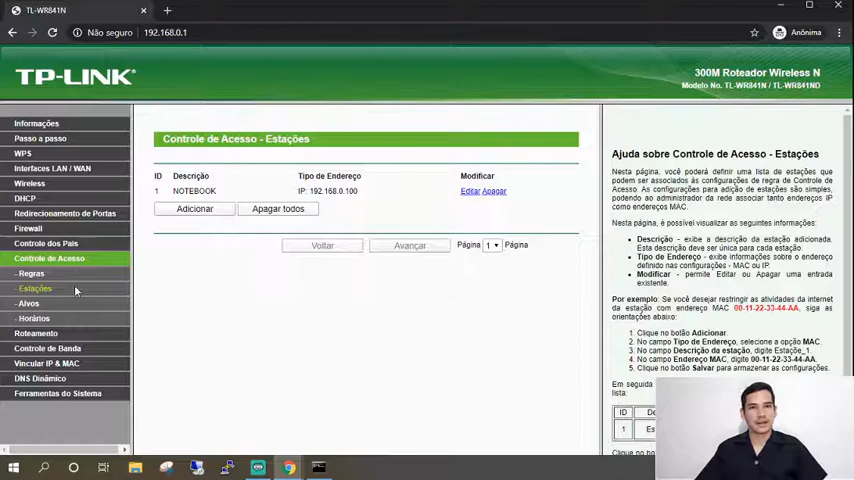 TL-WR841N
Não seguro | 192.168.0.1
Anônima
TP-LINK
300M Roteador Wireless N
Modelo No. TL-WR841N / TL-WR841ND
Informações
Passo a passo
WPS
Interfaces LAN / WAN
Wireless
DHCP
Redirecionamento de Portas
Firewall
Controle dos Pais
Controle de Acesso
- Regras
- Estações
- Alvos
- Horários
Roteamento
Controle de Banda
Vincular IP & MAC
DNS Dinâmico
Ferramentas do Sistema
Controle de Acesso - Estações
ID Descrição Tipo de Endereço Modificar
1 NOTEBOOK IP: 192.168.0.100 Editar Apagar
Adicionar Apagar todos
Voltar Avançar Página 1 Página
Ajuda sobre Controle de Acesso - Estações
Nesta página, você poderá definir uma lista de estações que
podem ser associados às configurações de regra de Controle de
Acesso. As configurações para adição de estações são simples,
podendo ao administrador da rede associar tanto endereços IP
como endereços MAC.
Nesta página, é possível visualizar as seguintes informações:
• Descrição - exibe a descrição da estação adicionada.
Esta descrição deve ser única para cada estação.
• Tipo de Endereço - exibe informações sobre o endereço
definido nas configurações - MAC ou IP.
• Modificar - permite Editar ou Apagar uma entrada
existente.
Por exemplo: Se você desejar restringir as atividades da internet
da estação com endereço MAC 00-11-22-33-44-AA, siga as
orientações abaixo:
1. Clique no botão Adicionar.
2. No campo Tipo de Endereço, selecione a opção MAC.
3. No campo Descrição da estação, digite Estaçõe_1.
4. No campo Endereço MAC, digite 00-11-22-33-44-AA.
5. Clique no botão Salvar para armazenar as configurações.
Em seguida
lista:
ID De
1 Es
Clique no bo